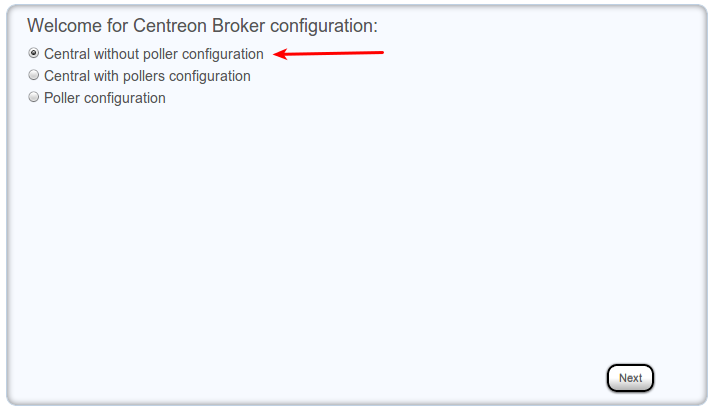 Welcome for Centreon Broker configuration:
Central without poller configuration
Central with pollers configuration
Poller configuration
Next